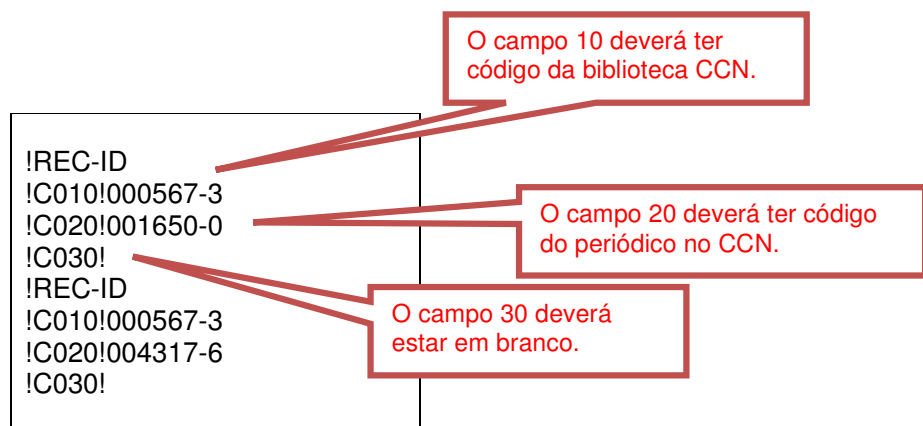 O campo 10 deverá ter
código da biblioteca CCN.
!REC-ID
!C010!000567-3
!C020!001650-0
!C030!
!REC-ID
!C010!000567-3
!C020!004317-6
!C030!
O campo 20 deverá ter código
do periódico no CCN.
O campo 30 deverá
estar em branco.